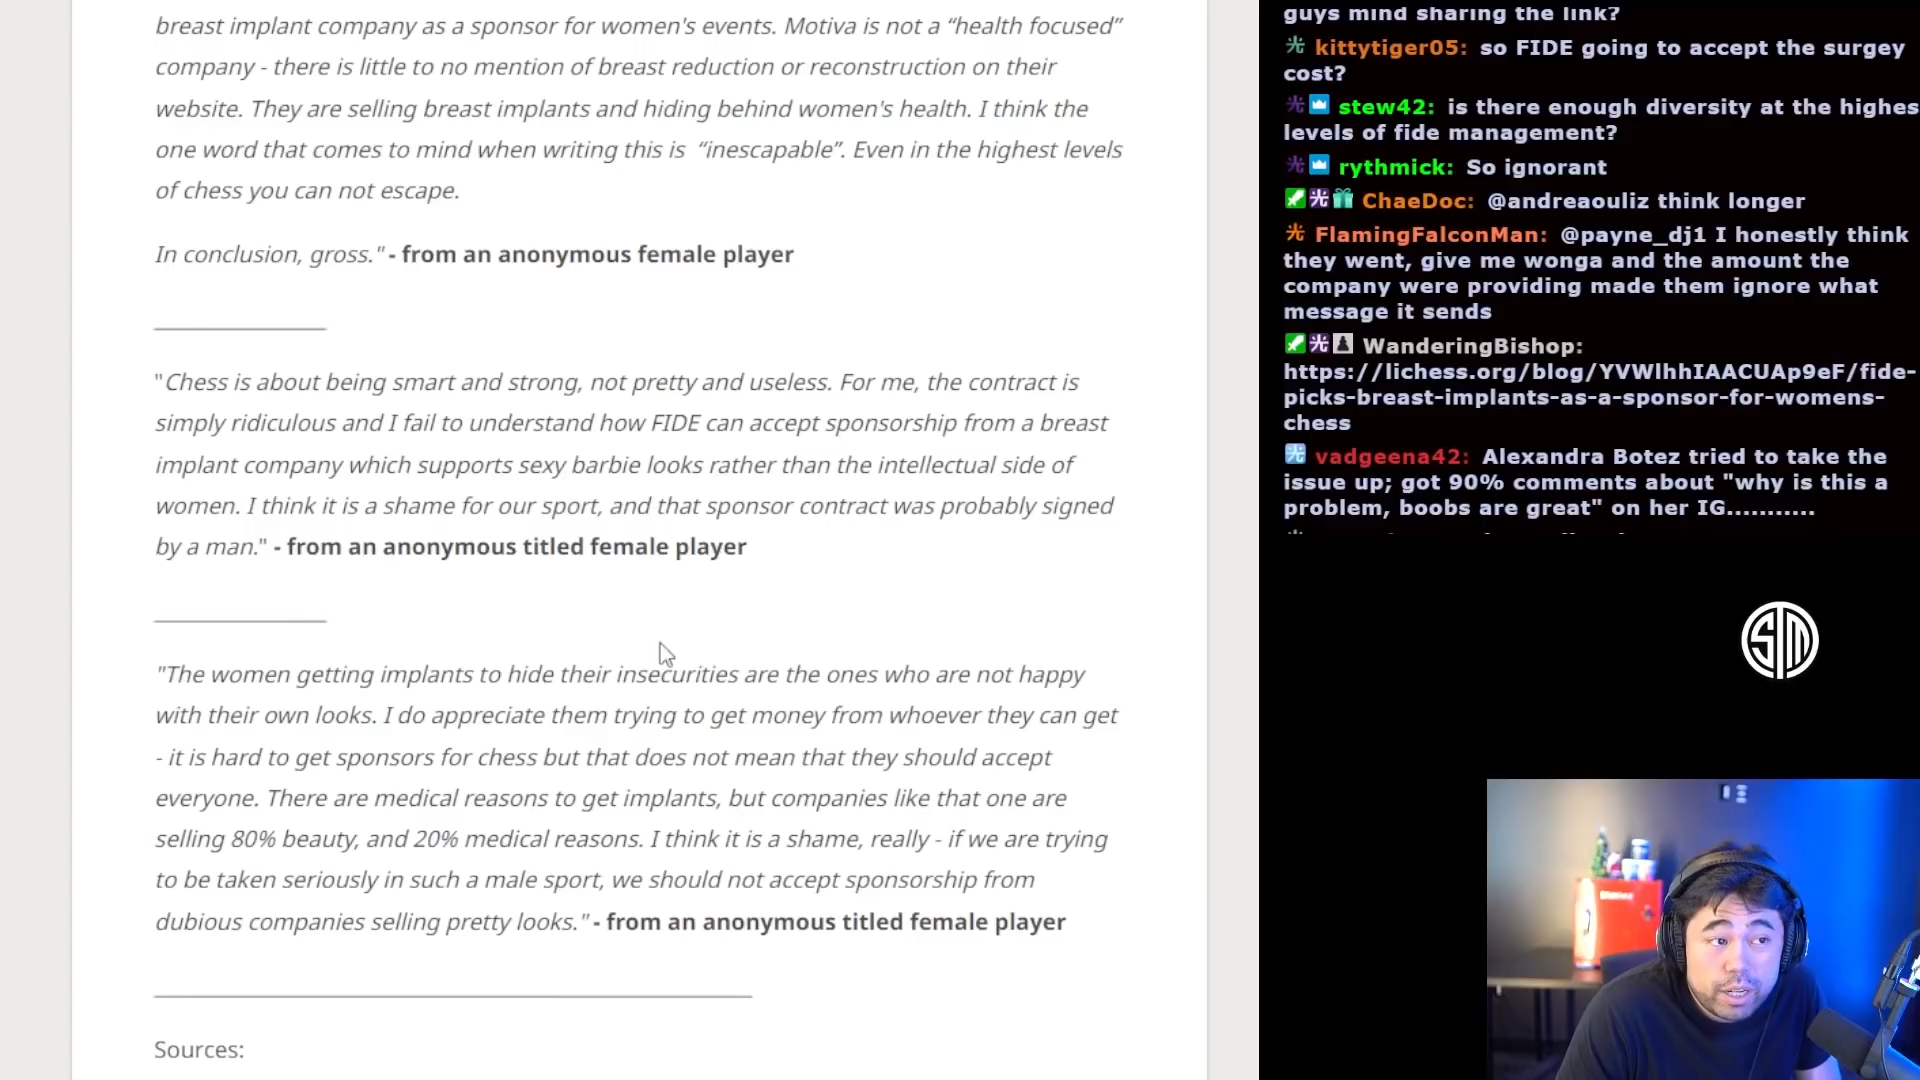 breast implant company as a sponsor for women's events. Motiva is not a “health focused”
company - there is little to no mention of breast reduction or reconstruction on their
website. They are selling breast implants and hiding behind women's health. I think the
one word that comes to mind when writing this is “inescapable”. Even in the highest levels
of chess you can not escape.
In conclusion, gross." - from an anonymous female player
"Chess is about being smart and strong, not pretty and useless. For me, the contract is
simply ridiculous and I fail to understand how FIDE can accept sponsorship from a breast
implant company which supports sexy barbie looks rather than the intellectual side of
women. I think it is a shame for our sport, and that sponsor contract was probably signed
by a man." - from an anonymous titled female player
"The women getting implants to hide their insecurities are the ones who are not happy
with their own looks. I do appreciate them trying to get money from whoever they can get
- it is hard to get sponsors for chess but that does not mean that they should accept
everyone. There are medical reasons to get implants, but companies like that one are
selling 80% beauty, and 20% medical reasons. I think it is a shame, really - if we are trying
to be taken seriously in such a male sport, we should not accept sponsorship from
dubious companies selling pretty looks." - from an anonymous titled female player
Sources:
guys mind sharing the link?
kittytiger05: so FIDE going to accept the surgey
cost?
stew42: is there enough diversity at the highes
levels of fide management?
rythmick: So ignorant
ChaeDoc: @andreaouliz think longer
FlamingFalconMan: @payne_dj1 I honestly think
they went, give me wonga and the amount the
company were providing made them ignore what
message it sends
WanderingBishop:
https://lichess.org/blog/YVWlhhIAACUAp9eF/fide-
picks-breast-implants-as-a-sponsor-for-womens-
chess
vadgeena42: Alexandra Botez tried to take the
issue up; got 90% comments about "why is this a
problem, boobs are great" on her IG...........
TSM